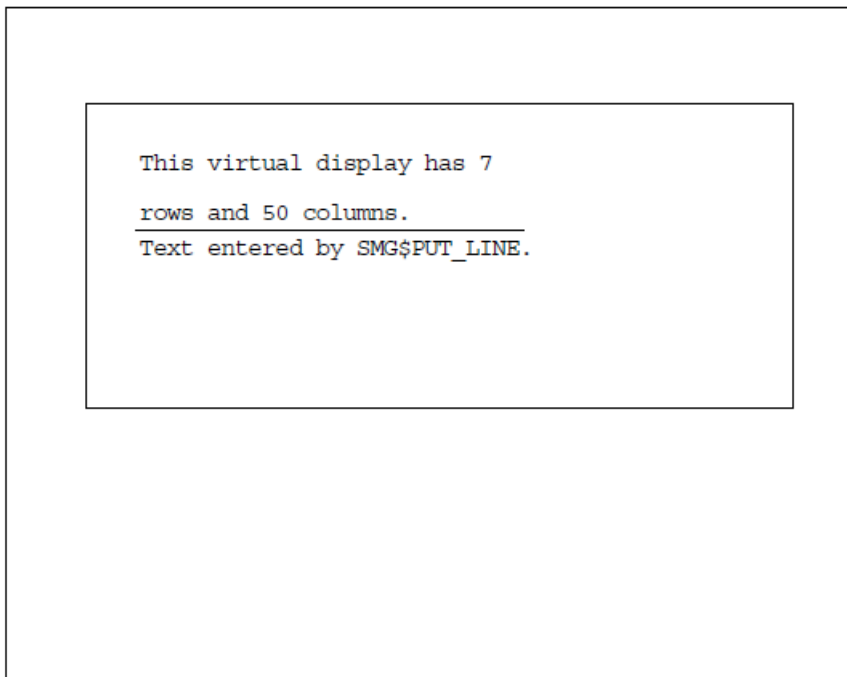 This virtual display has 7
rows and 50 columns.
Text entered by SMG$PUT_LINE.